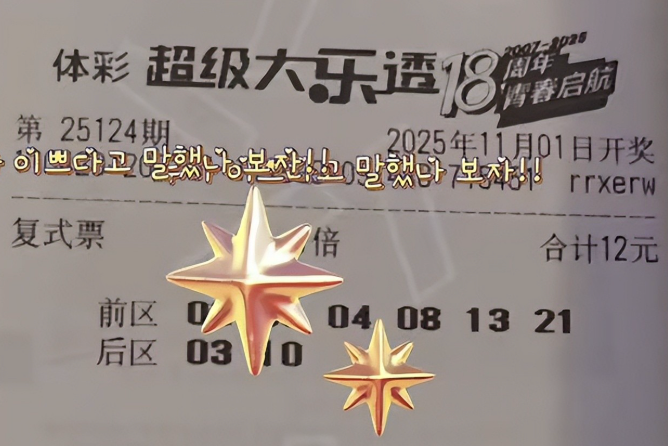 体彩 超级大乐透 18周年 2007-2025 青春启航
第 25124期
2025年11月01日开奖
이쁘다고 말했나 보자!!고 말했나 보자!!
rrxerw
复式票 倍 合计12元
前区 04 08 13 21
后区 03 10